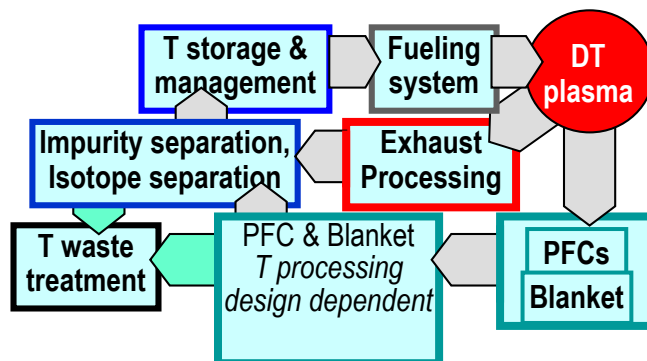 T storage &
management
Fueling
system
DT
plasma
Impurity separation,
Isotope separation
Exhaust
Processing
T waste
treatment
PFC & Blanket
T processing
design dependent
PFCs
Blanket